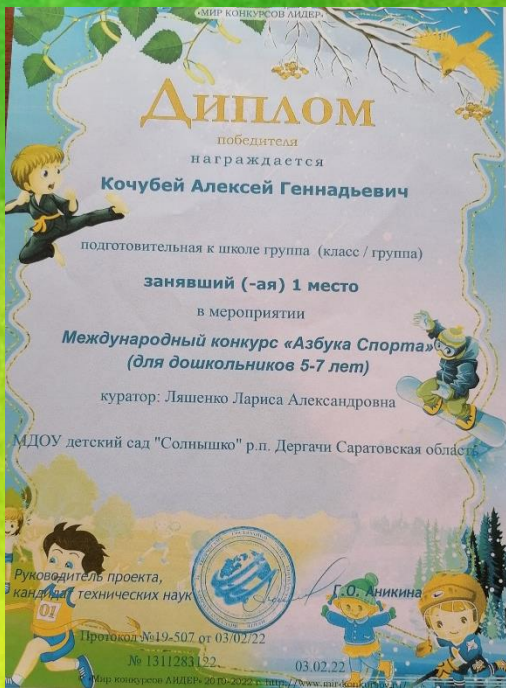 «МИР КОНКУРСОВ ЛИДЕР»
ДИПЛОМ
победителя
награждается
Кочубей Алексей Геннадьевич
подготовительная к школе группа (класс / группа)
занявший (-ая) 1 место
в мероприятии
Международный конкурс «Азбука Спорта»
(для дошкольников 5-7 лет)
куратор: Ляшенко Лариса Александровна
МДОУ детский сад "Солнышко" р.п. Дергачи Саратовская область
01
Руководитель проекта,
кандидат технических наук
Г.О. Аникина
Протокол №19-507 от 03/02/22
№ 1311283192
03.02.22
«Мир конкурсов ЛИДЕР» 2010-2022 © http://www.mir-konkursov.ru/